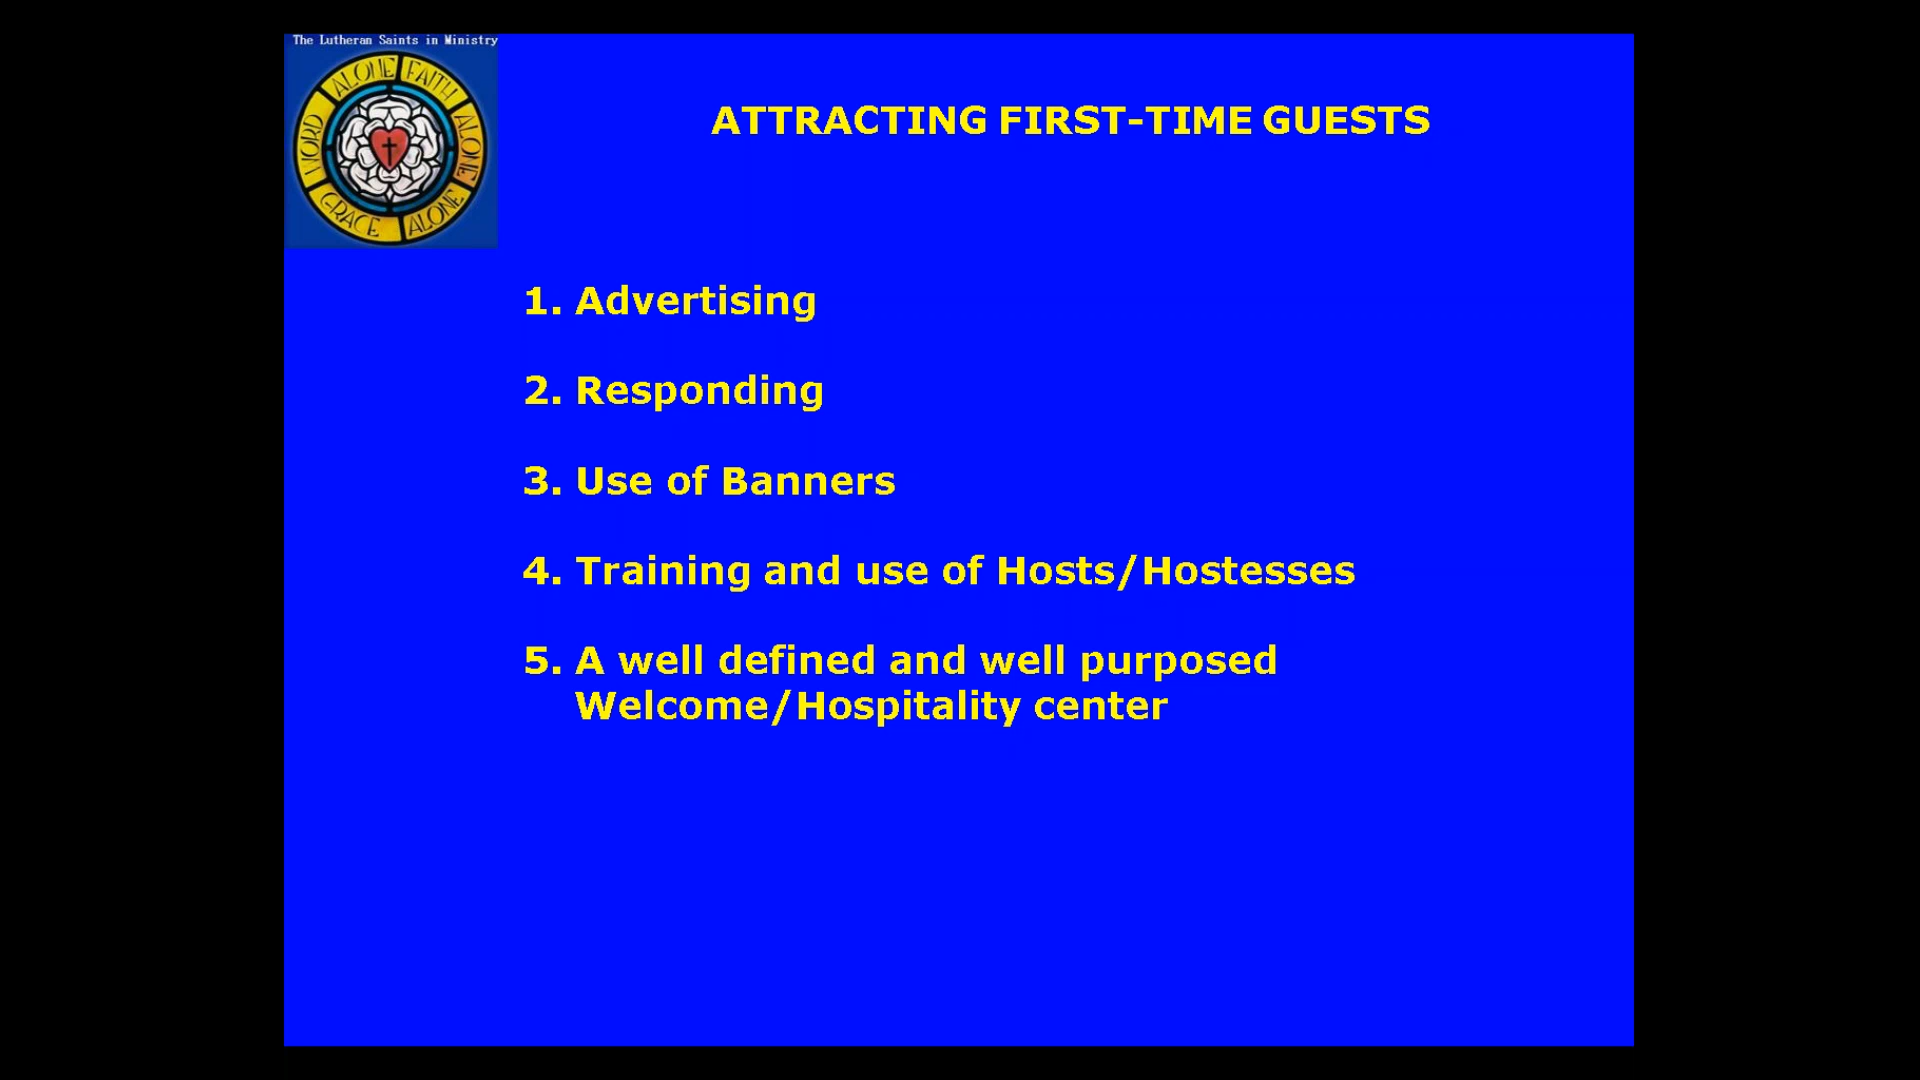 The Lutheran Saints in Ministry
WORD ALONE FAITH ALONE GRACE ALONE
ATTRACTING FIRST-TIME GUESTS
1. Advertising
2. Responding
3. Use of Banners
4. Training and use of Hosts/Hostesses
5. A well defined and well purposed
Welcome/Hospitality center